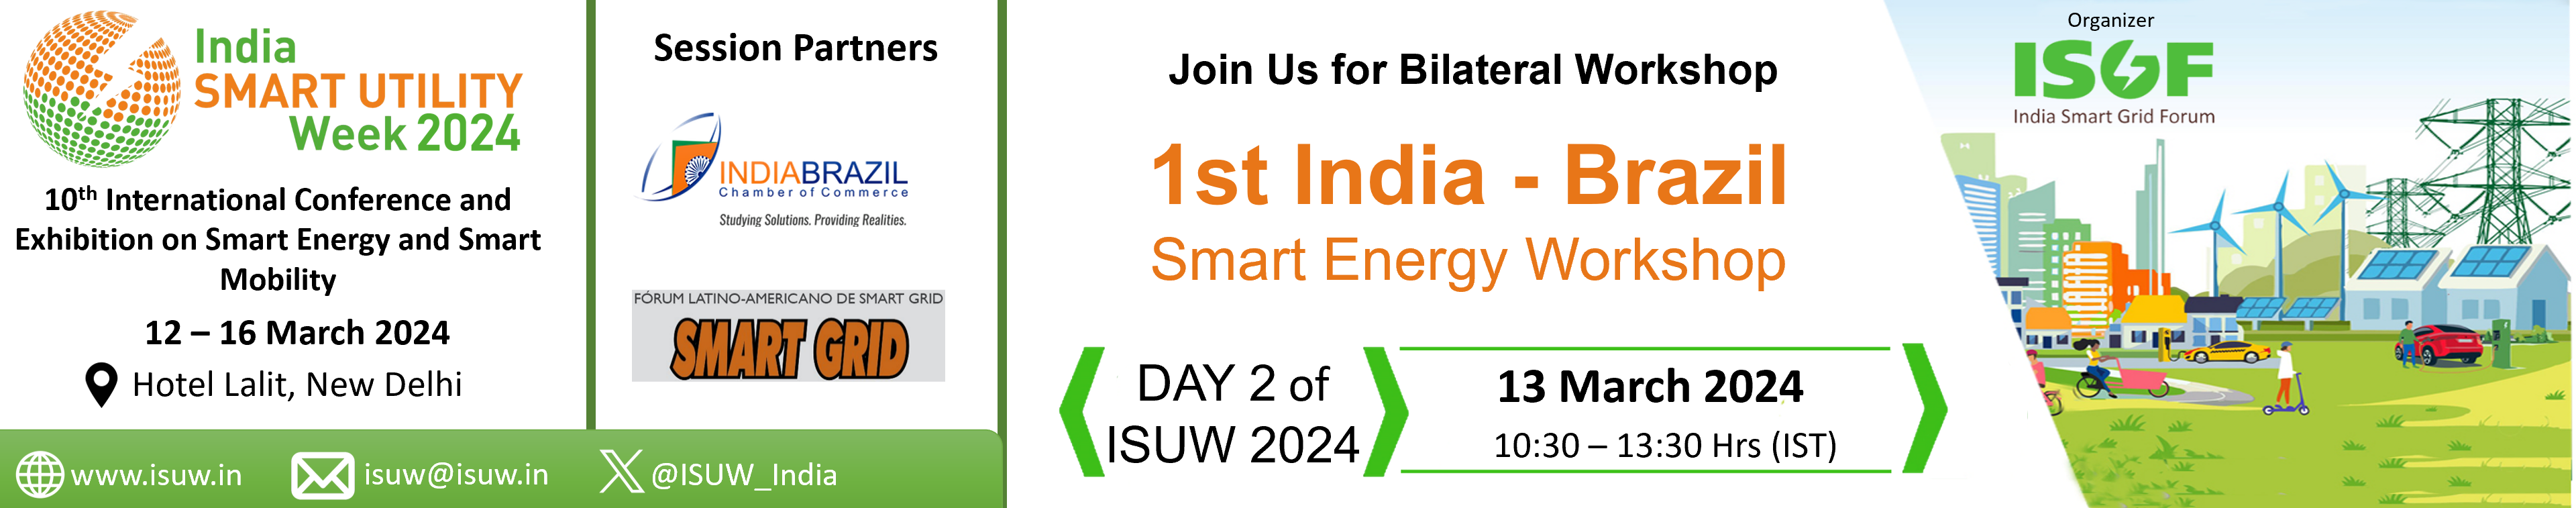 India
SMART UTILITY
Week 2024
10th International Conference and
Exhibition on Smart Energy and Smart
Mobility
12 – 16 March 2024
Hotel Lalit, New Delhi
www.isuw.in
isuw@isuw.in
@ISUW_India
Session Partners
INDIABRAZIL
Chamber of Commerce
Studying Solutions. Providing Realities.
FÓRUM LATINO-AMERICANO DE SMART GRID
SMART GRID
Join Us for Bilateral Workshop
1st India - Brazil
Smart Energy Workshop
DAY 2 of
ISUW 2024
13 March 2024
10:30 – 13:30 Hrs (IST)
Organizer
ISGF
India Smart Grid Forum